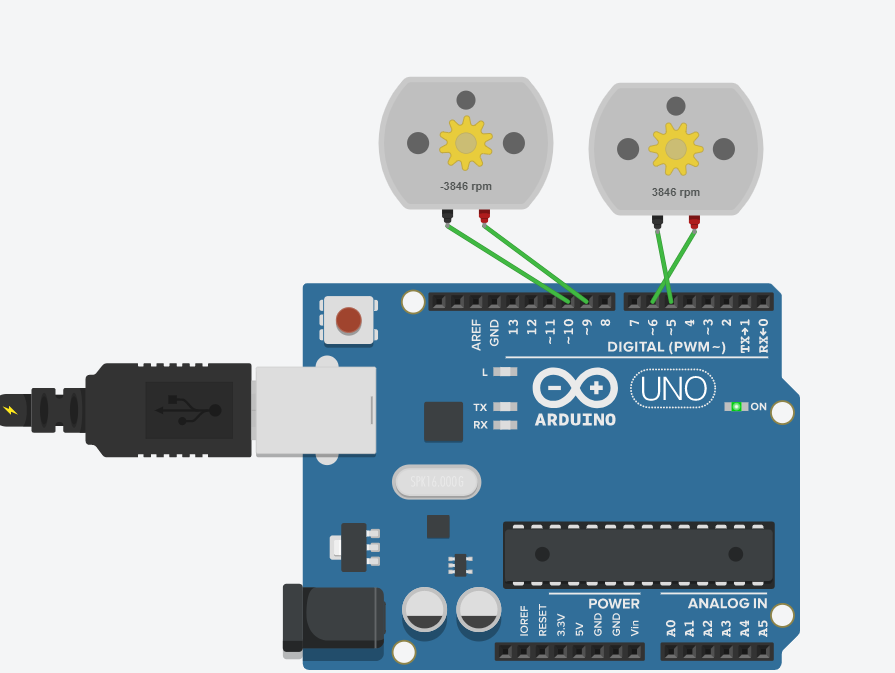 -3846 rpm
3846 rpm
AREF
GND
13
12
~11
~10
~9
8
7
~6
~5
4
~3
2
TX→1
RX←0
DIGITAL (PWM~)
L
TX
RX
UNO
ARDUINO
ON
SPK16.000G
POWER
ANALOG IN
IOREF
RESET
3.3V
5V
GND
GND
Vin
A0
A1
A2
A3
A4
A5